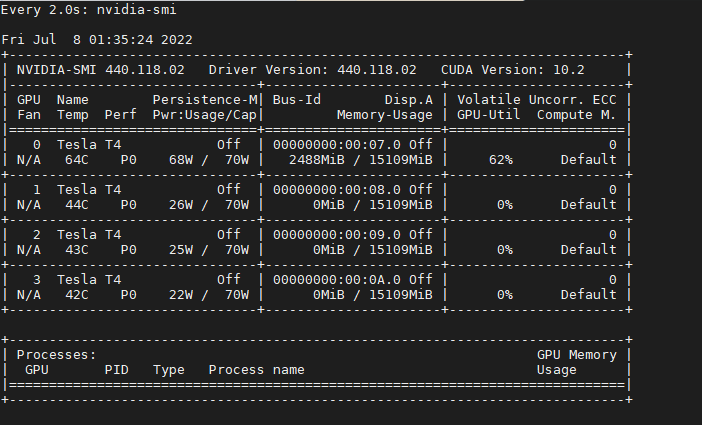 Every 2.0s: nvidia-smi
Fri Jul  8 01:35:24 2022
+-----------------------------------------------------------------------------+
| NVIDIA-SMI 440.118.02   Driver Version: 440.118.02   CUDA Version: 10.2     |
|-------------------------------+----------------------+----------------------+
| GPU  Name        Persistence-M| Bus-Id        Disp.A | Volatile Uncorr. ECC |
| Fan  Temp  Perf  Pwr:Usage/Cap|         Memory-Usage | GPU-Util  Compute M. |
|===============================+======================+======================|
|   0  Tesla T4            Off  | 00000000:00:07.0 Off |                    0 |
| N/A   64C    P0    68W /  70W |   2488MiB / 15109MiB |     62%      Default |
+-------------------------------+----------------------+----------------------+
|   1  Tesla T4            Off  | 00000000:00:08.0 Off |                    0 |
| N/A   44C    P0    26W /  70W |      0MiB / 15109MiB |      0%      Default |
+-------------------------------+----------------------+----------------------+
|   2  Tesla T4            Off  | 00000000:00:09.0 Off |                    0 |
| N/A   43C    P0    25W /  70W |      0MiB / 15109MiB |      0%      Default |
+-------------------------------+----------------------+----------------------+
|   3  Tesla T4            Off  | 00000000:00:0A.0 Off |                    0 |
| N/A   42C    P0    22W /  70W |      0MiB / 15109MiB |      0%      Default |
+-------------------------------+----------------------+----------------------+
+-----------------------------------------------------------------------------+
| Processes:                                                       GPU Memory |
|  GPU       PID   Type   Process name                             Usage      |
|=============================================================================|
+-----------------------------------------------------------------------------+